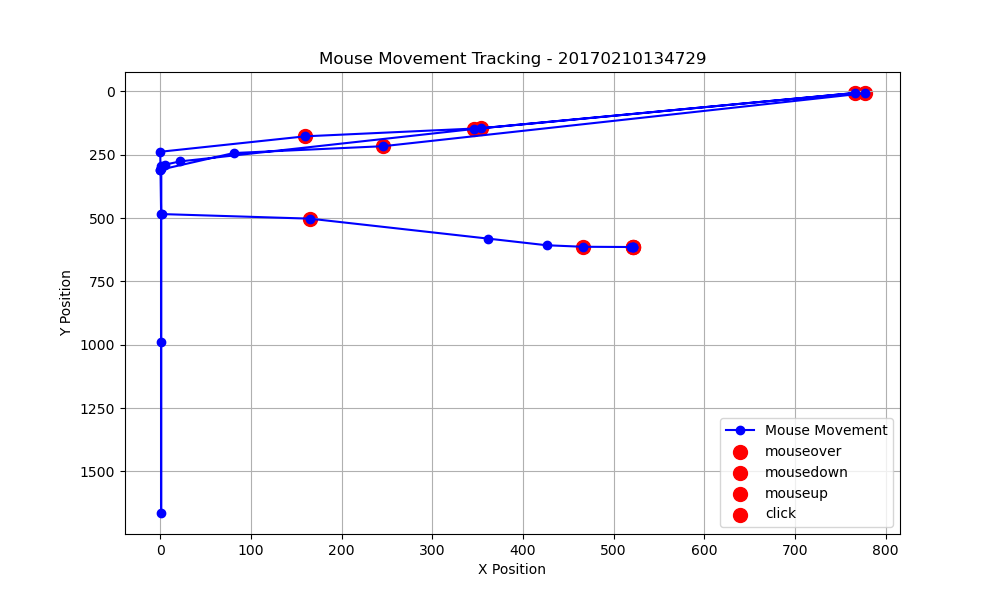 Mouse Movement Tracking - 20170210134729
0
250
500
750
1000
1250
1500
Y Position
0 100 200 300 400 500 600 700 800
X Position
Mouse Movement
mouseover
mousedown
mouseup
click